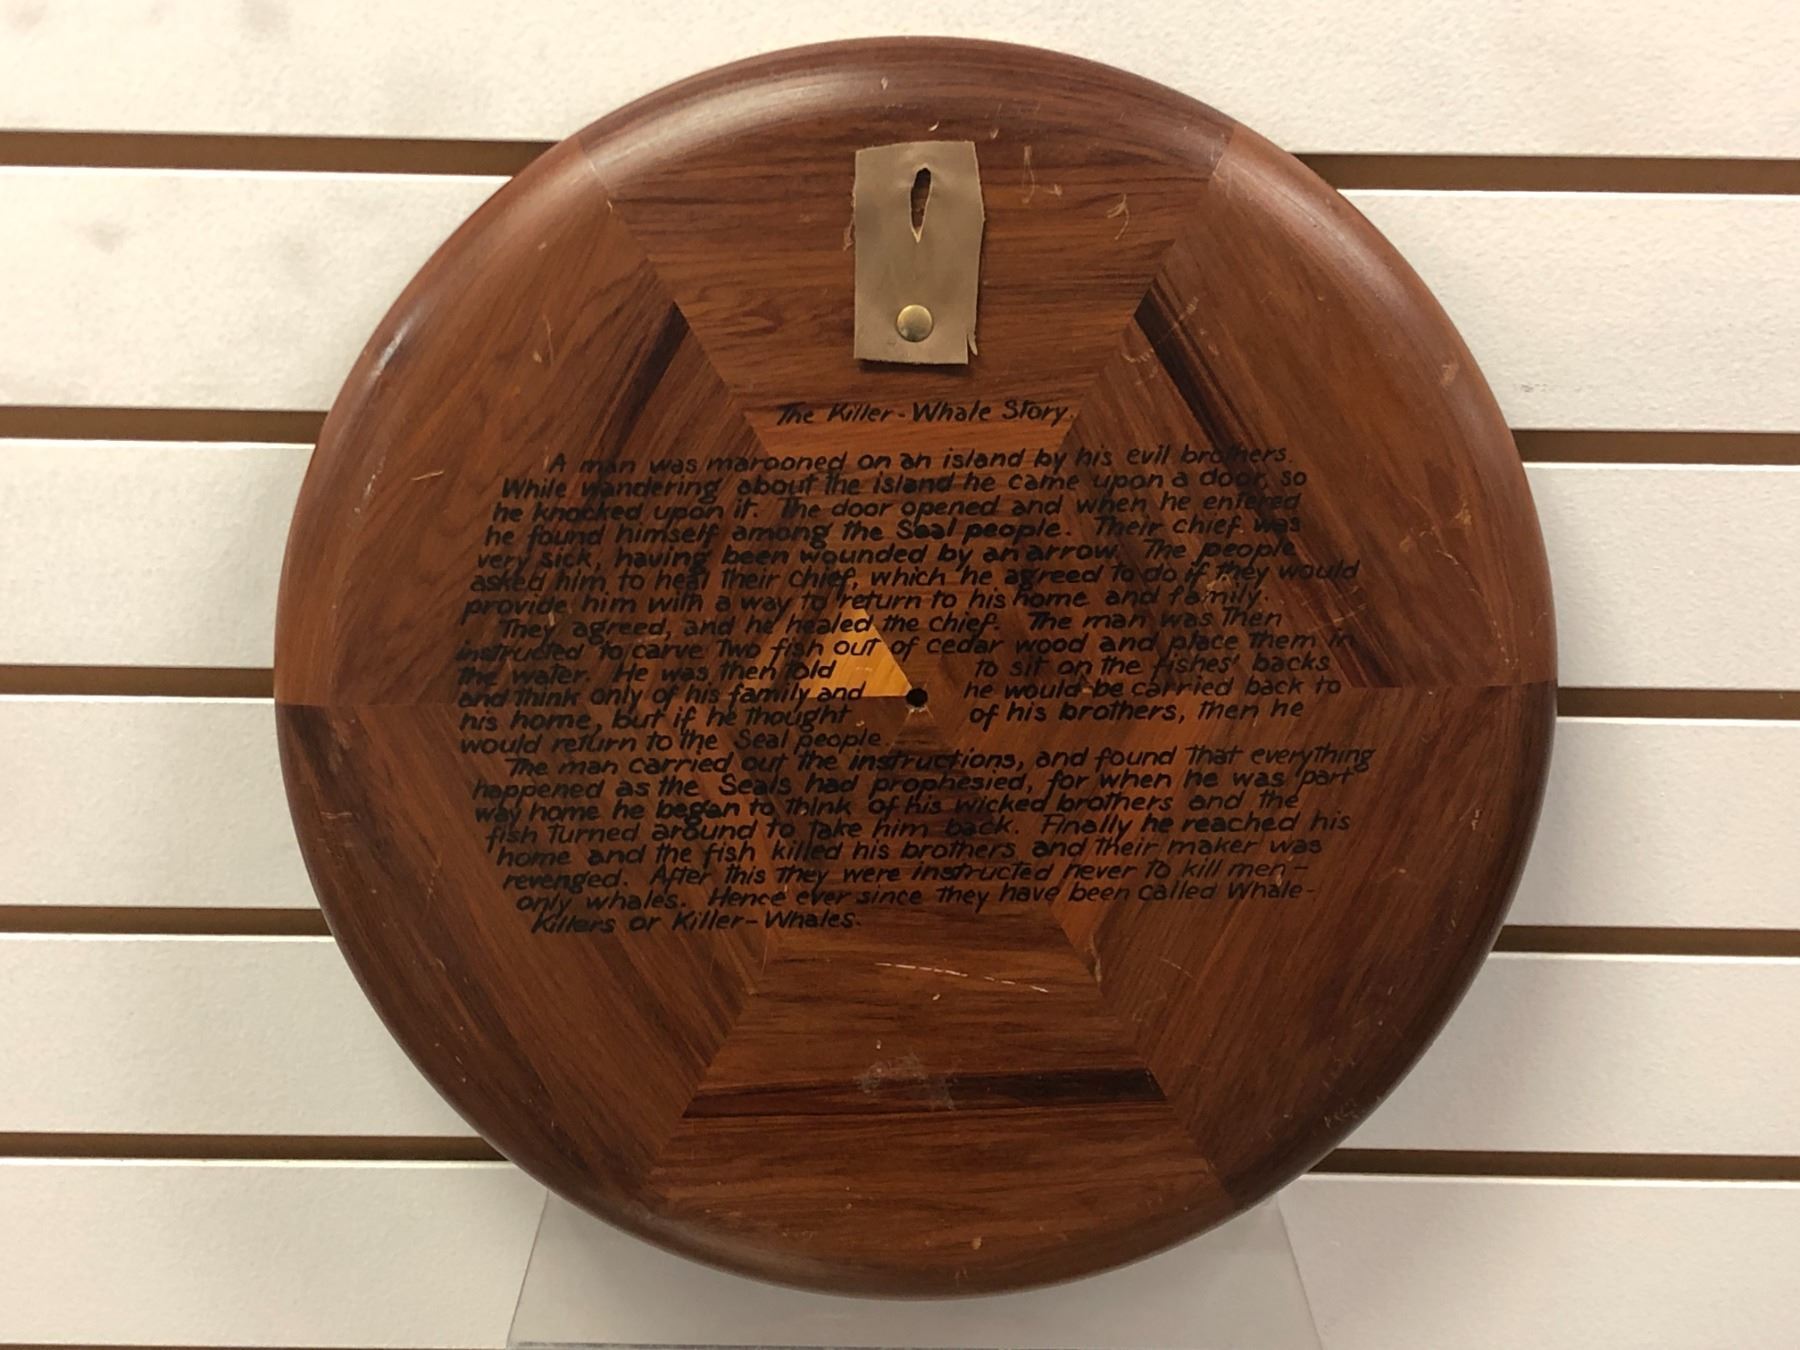 The Killer-Whale Story.
A man was marooned on an island by his evil brothers.
While wandering about the island he came upon a door, so
he knocked upon it. The door opened and when he entered
he found himself among the Seal people. Their chief was
very sick, having been wounded by an arrow. The people
asked him to heal their chief, which he agreed to do if they would
provide him with a way to return to his home and family.
They agreed, and he healed the chief. The man was then
instructed to carve two fish out of cedar wood and place them in
the water. He was then told to sit on the fishes' backs
and think only of his family and he would be carried back to
his home, but if he thought of his brothers, then he
would return to the Seal people.
The man carried out the instructions, and found that everything
happened as the Seals had prophesied, for when he was part
way home he began to think of his wicked brothers and the
fish turned around to take him back. Finally he reached his
home and the fish killed his brothers and their maker was
revenged. After this they were instructed never to kill men-
only whales. Hence ever since they have been called Whale-
Killers or Killer-Whales.